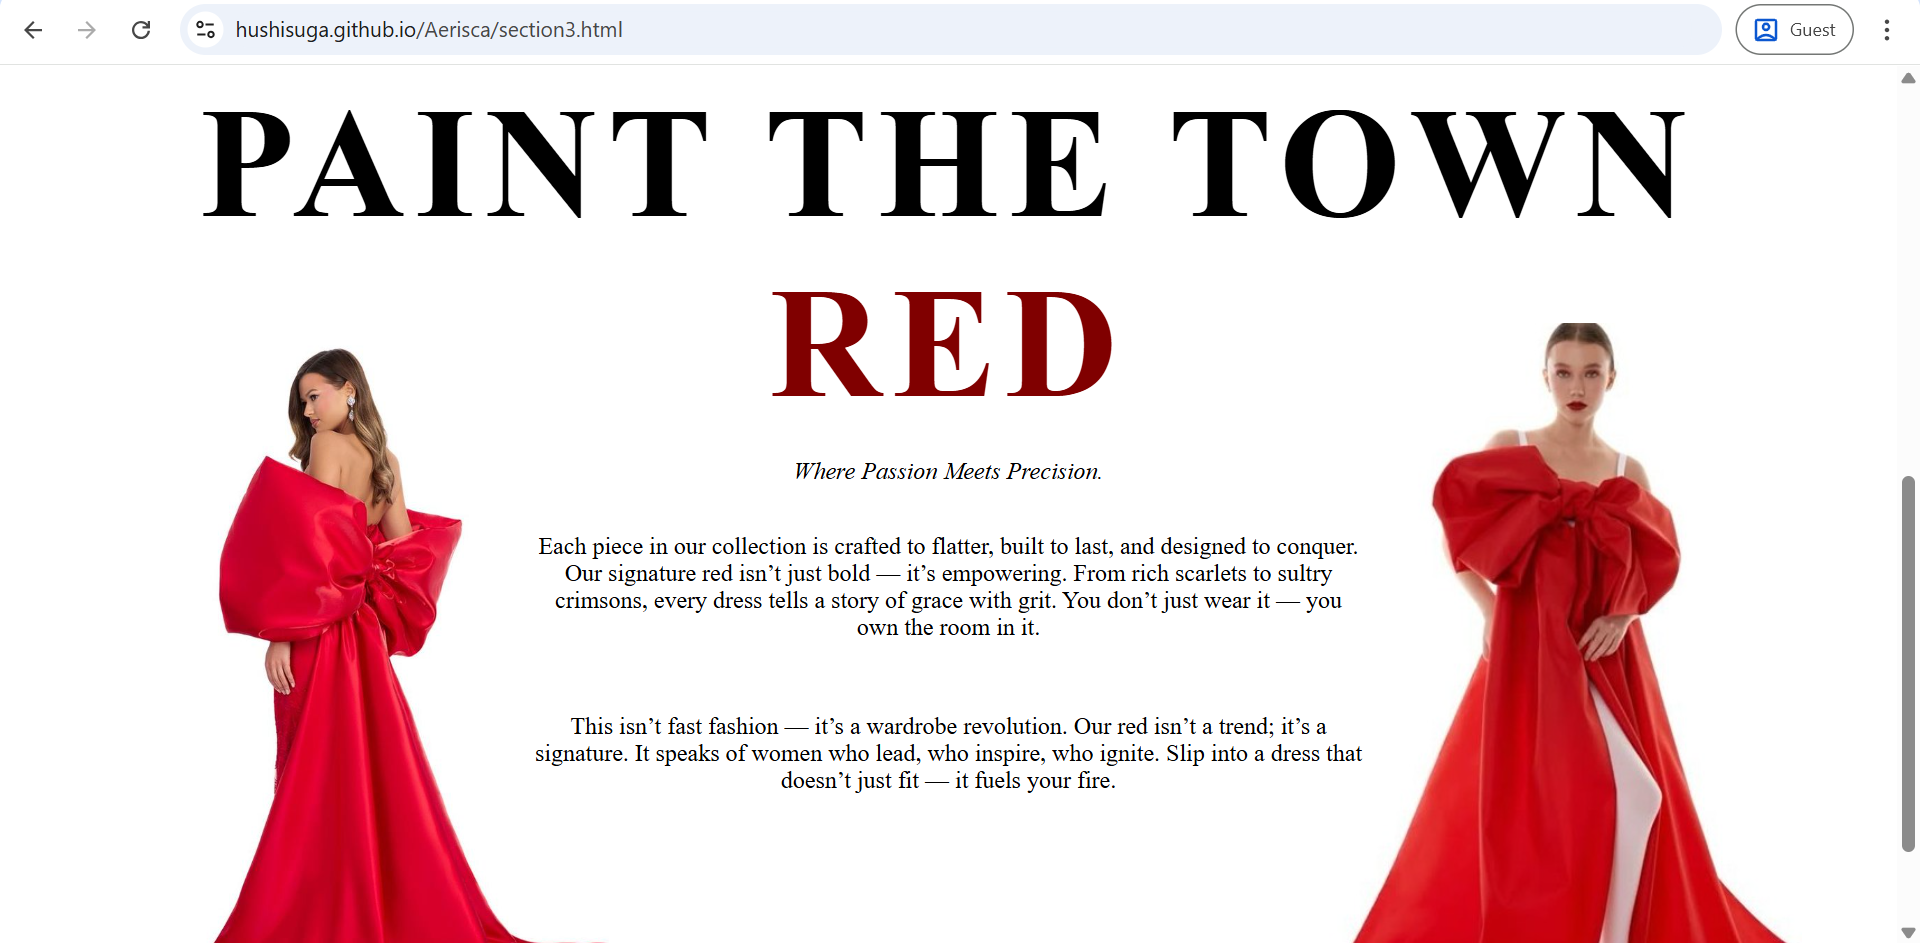 hushisuga.github.io/Aerisca/section3.html
Guest
PAINT THE TOWN
RED
Where Passion Meets Precision.
Each piece in our collection is crafted to flatter, built to last, and designed to conquer.
Our signature red isn’t just bold — it’s empowering. From rich scarlets to sultry
crimsons, every dress tells a story of grace with grit. You don’t just wear it — you
own the room in it.
This isn’t fast fashion — it’s a wardrobe revolution. Our red isn’t a trend; it’s a
signature. It speaks of women who lead, who inspire, who ignite. Slip into a dress that
doesn’t just fit — it fuels your fire.